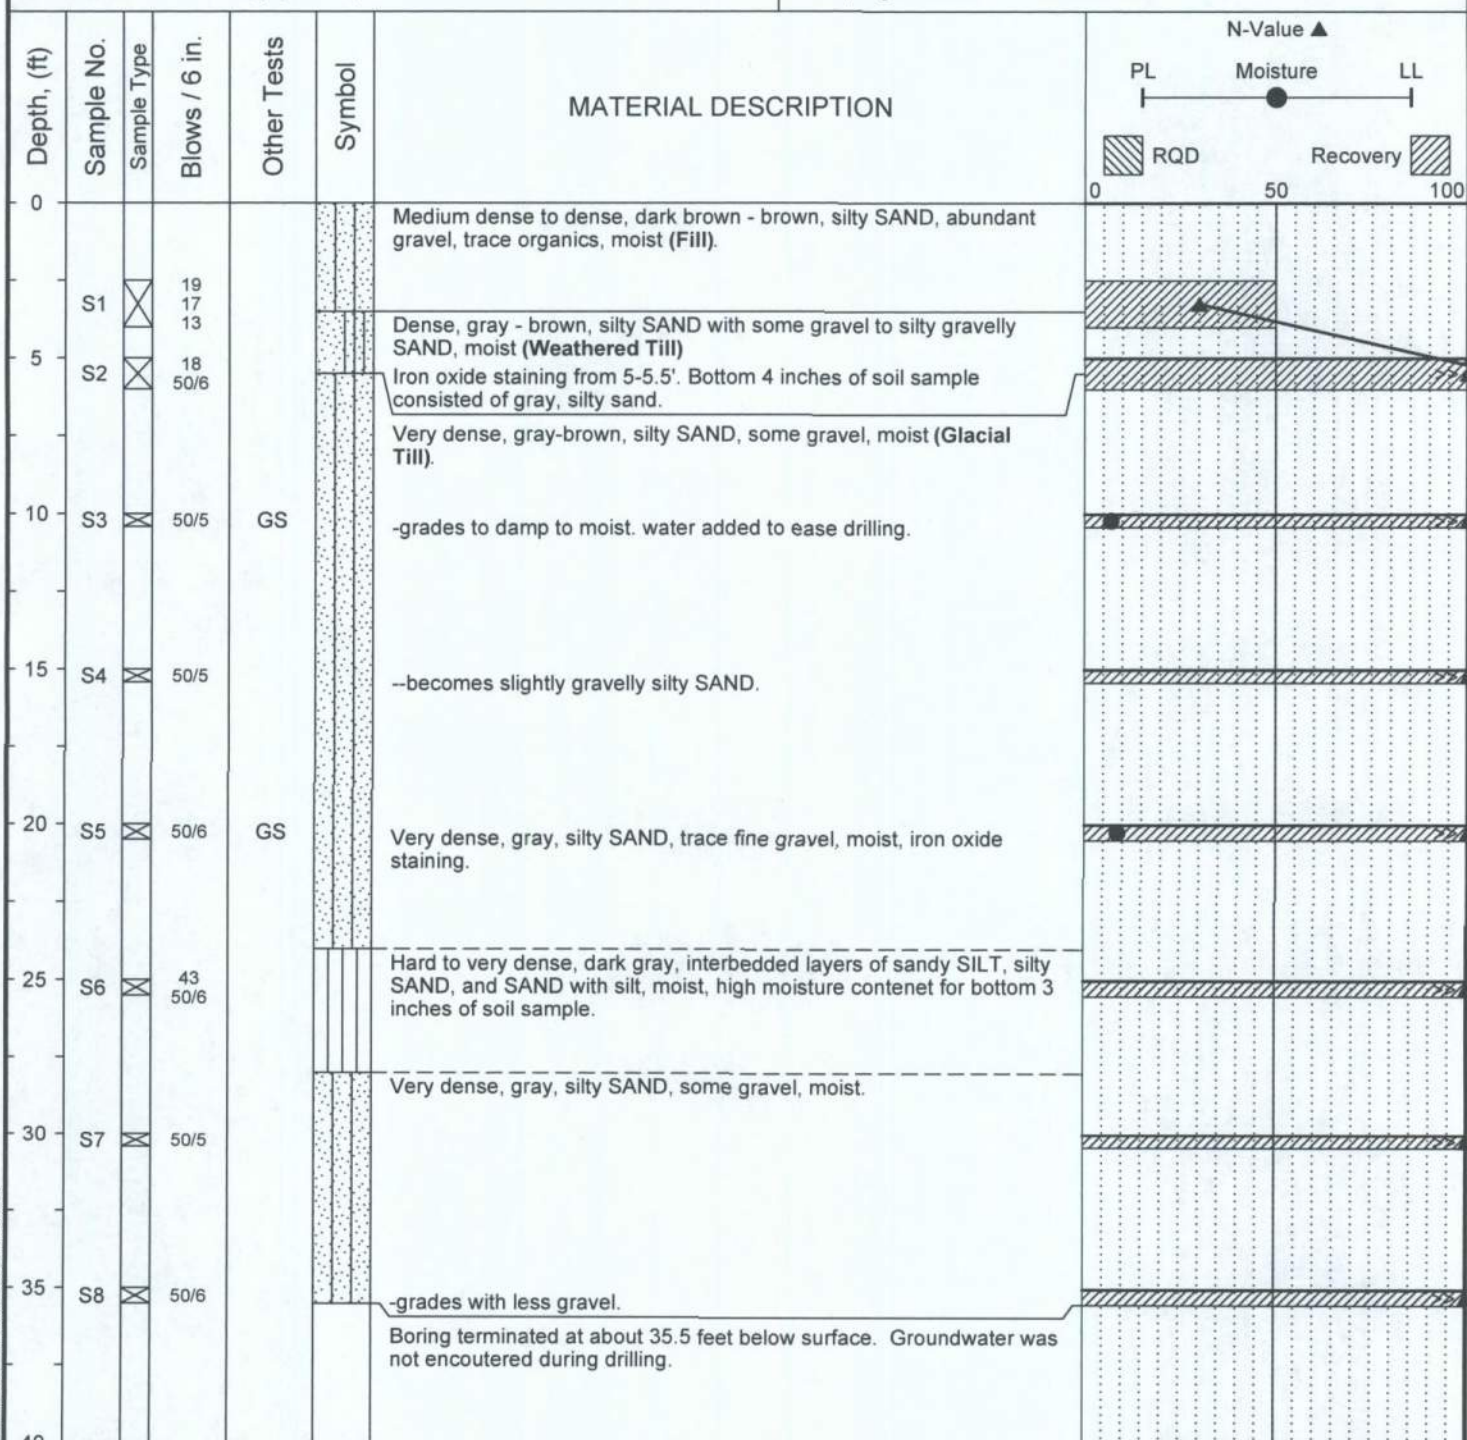 Depth, (ft)
Sample No.
Sample Type
Blows / 6 in.
Other Tests
Symbol
MATERIAL DESCRIPTION
N-Value ▲
PL Moisture LL
RQD Recovery
0 50 100
0
Medium dense to dense, dark brown - brown, silty SAND, abundant
gravel, trace organics, moist (Fill).
S1
19
17
13
Dense, gray - brown, silty SAND with some gravel to silty gravelly
SAND, moist (Weathered Till)
5
S2
18
50/6
>>
Iron oxide staining from 5-5.5'. Bottom 4 inches of soil sample
consisted of gray, silty sand.
Very dense, gray-brown, silty SAND, some gravel, moist (Glacial
Till).
10 S3 50/5 GS >>
-grades to damp to moist. water added to ease drilling.
15 S4 50/5 >>
--becomes slightly gravelly silty SAND.
20 S5 50/6 GS >>
Very dense, gray, silty SAND, trace fine gravel, moist, iron oxide
staining.
Hard to very dense, dark gray, interbedded layers of sandy SILT, silty
SAND, and SAND with silt, moist, high moisture contenet for bottom 3
inches of soil sample.
25 S6
43
50/6
>>
Very dense, gray, silty SAND, some gravel, moist.
30 S7 50/5 >>
35 S8 50/6 >>
-grades with less gravel.
Boring terminated at about 35.5 feet below surface. Groundwater was
not encoutered during drilling.
40